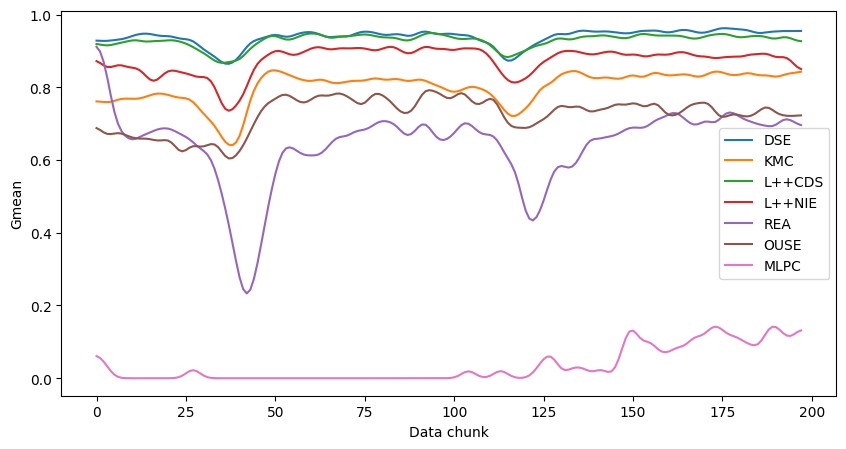 1.0
0.8
0.6
0.4
0.2
0.0
Gmean
0
25
50
75
100
125
150
175
200
Data chunk
DSE
KMC
L++CDS
L++NIE
REA
OUSE
MLPC